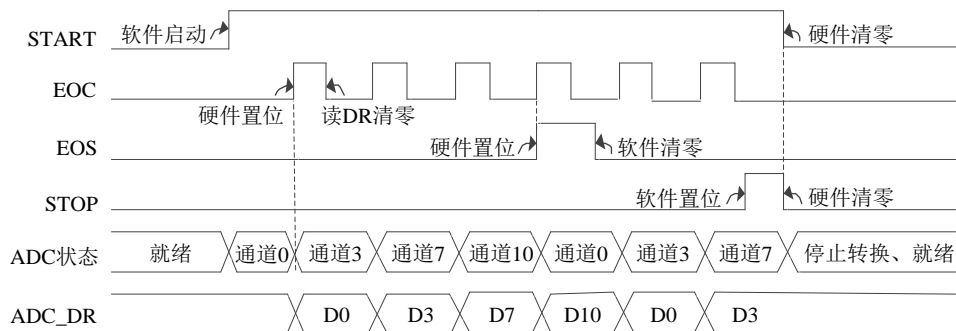 START 软件启动 硬件清零
EOC 硬件置位 读DR清零
EOS 硬件置位 软件清零
STOP 软件置位 硬件清零
ADC状态 就绪 通道0 通道3 通道7 通道10 通道0 通道3 通道7 停止转换、就绪
ADC_DR D0 D3 D7 D10 D0 D3